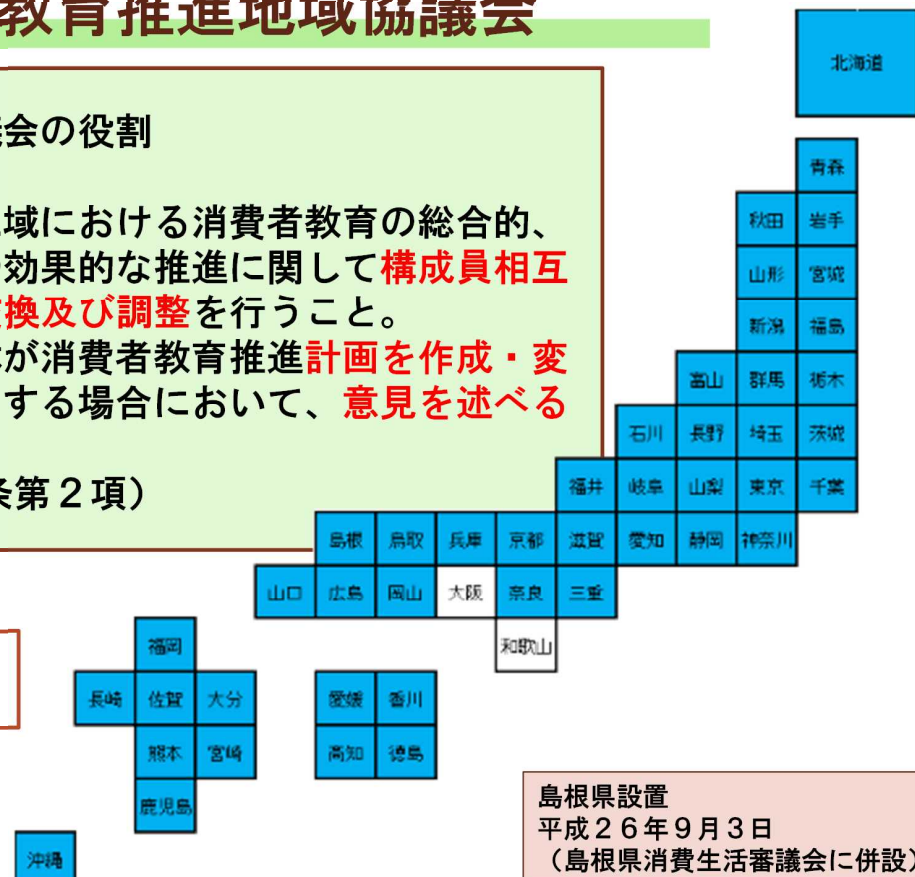 教育推進地域協議会
会の役割
域における消費者教育の総合的、
効果的な推進に関して構成員相互
換及び調整を行うこと。
が消費者教育推進計画を作成・変
する場合において、意見を述べる
条第２項）
北海道
青森
秋田 岩手
山形 宮城
新潟 福島
富山 群馬 栃木
石川 長野 埼玉 茨城
福井 岐阜 山梨 東京 千葉
島根 鳥取 兵庫 京都 滋賀 愛知 静岡 神奈川
山口 広島 岡山 大阪 奈良 三重
和歌山
福岡
長崎 佐賀 大分 愛媛 香川
熊本 宮崎 高知 徳島
鹿児島
沖縄
島根県設置
平成２６年９月３日
（島根県消費生活審議会に併設）